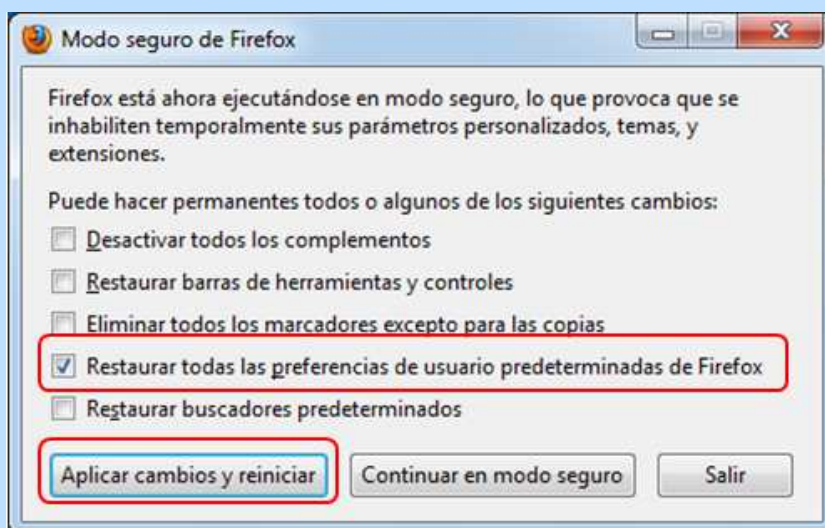 Modo seguro de Firefox
Firefox está ahora ejecutándose en modo seguro, lo que provoca que se
inhabiliten temporalmente sus parámetros personalizados, temas, y
extensiones.
Puede hacer permanentes todos o algunos de los siguientes cambios:
Desactivar todos los complementos
Restaurar barras de herramientas y controles
Eliminar todos los marcadores excepto para las copias
Restaurar todas las preferencias de usuario predeterminadas de Firefox
Restaurar buscadores predeterminados
Aplicar cambios y reiniciar Continuar en modo seguro Salir